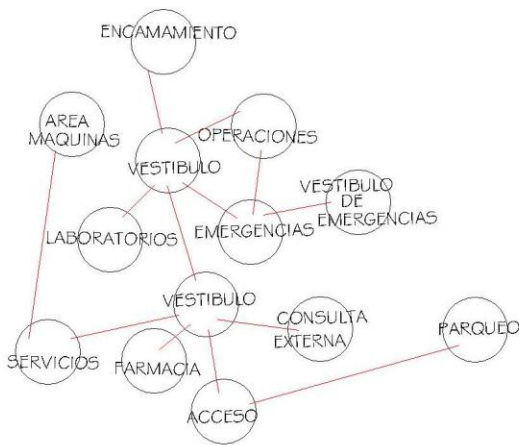 ENCAMAMIENTO
AREA
MAQUINAS
OPERACIONES
VESTIBULO
VESTIBULO
DE
EMERGENCIAS
LABORATORIOS
EMERGENCIAS
VESTIBULO
CONSULTA
EXTERNA
PARQUEO
SERVICIOS
FARMACIA
ACCESO